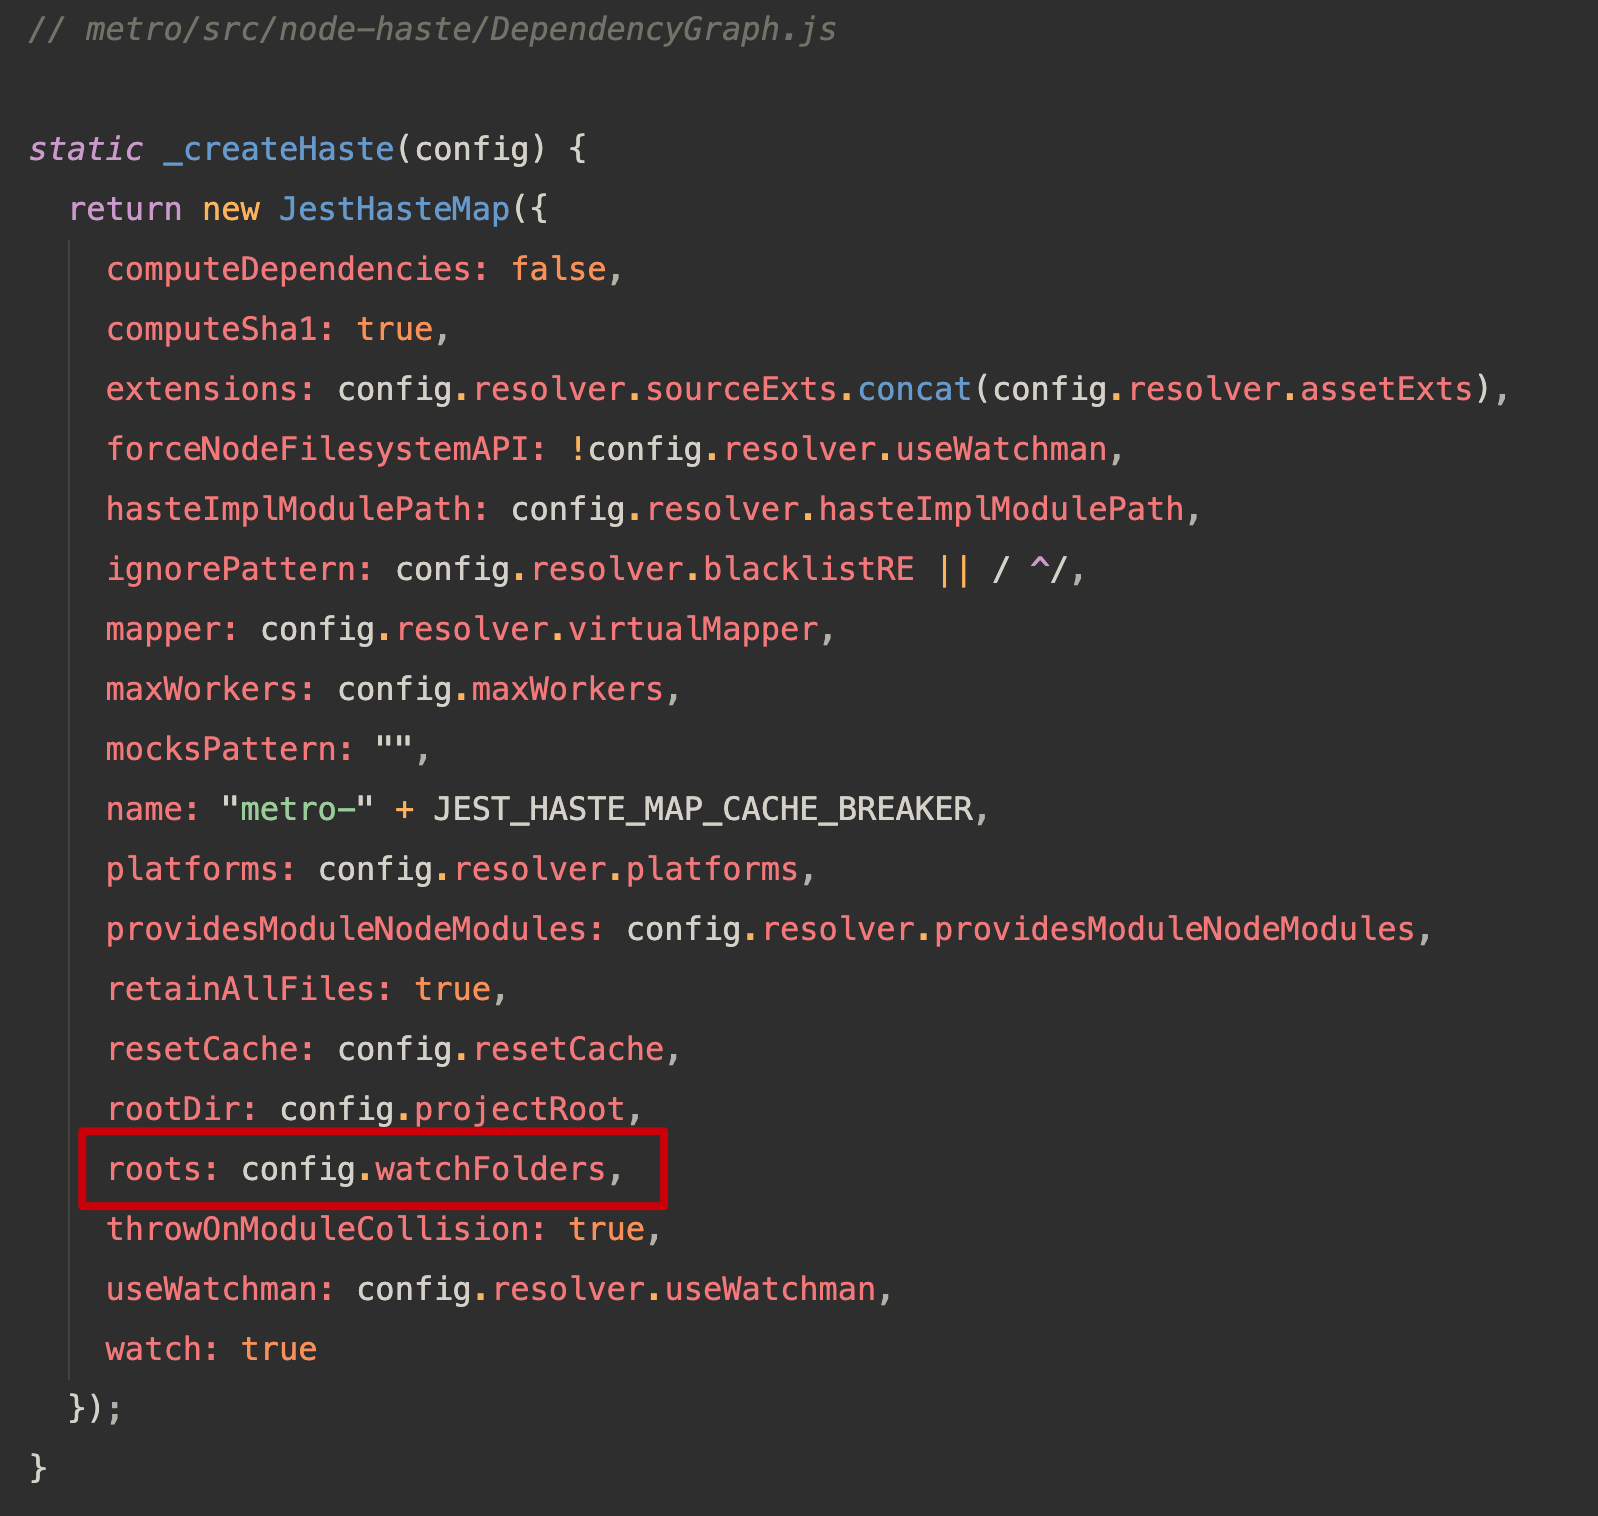 // metro/src/node-haste/DependencyGraph.js
static _createHaste(config) {
return new JestHasteMap({
computeDependencies: false,
computeSha1: true,
extensions: config.resolver.sourceExts.concat(config.resolver.assetExts),
forceNodeFilesystemAPI: !config.resolver.useWatchman,
hasteImplModulePath: config.resolver.hasteImplModulePath,
ignorePattern: config.resolver.blacklistRE || / ^/,
mapper: config.resolver.virtualMapper,
maxWorkers: config.maxWorkers,
mocksPattern: "",
name: "metro-" + JEST_HASTE_MAP_CACHE_BREAKER,
platforms: config.resolver.platforms,
providesModuleNodeModules: config.resolver.providesModuleNodeModules,
retainAllFiles: true,
resetCache: config.resetCache,
rootDir: config.projectRoot,
roots: config.watchFolders,
throwOnModuleCollision: true,
useWatchman: config.resolver.useWatchman,
watch: true
});
}